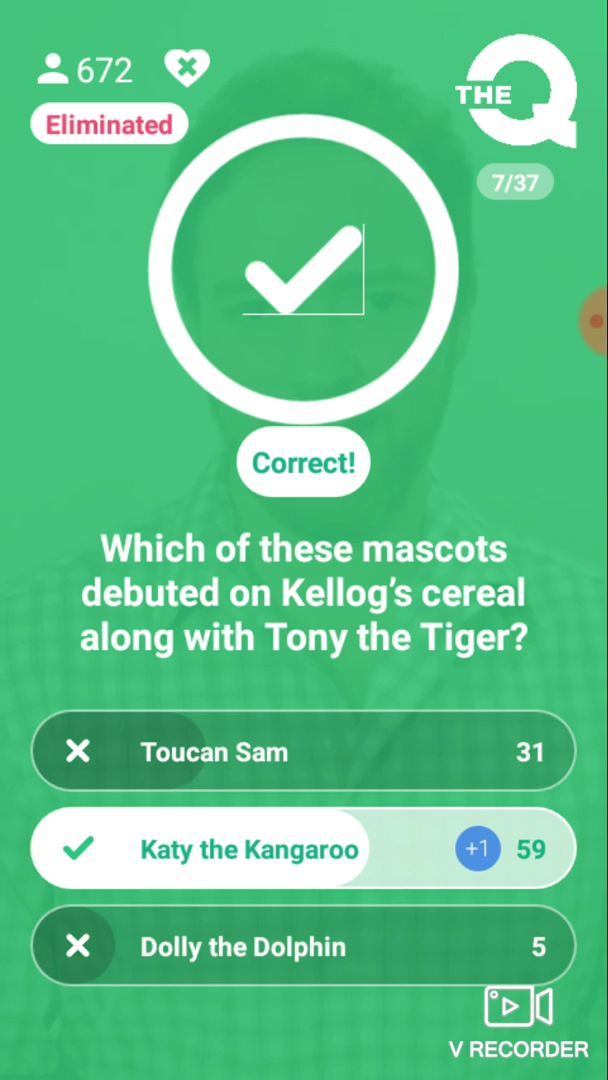 672
THE Q
Eliminated
7/37
Correct!
Which of these mascots
debuted on Kellog’s cereal
along with Tony the Tiger?
Toucan Sam 31
Katy the Kangaroo +1 59
Dolly the Dolphin 5
V RECORDER